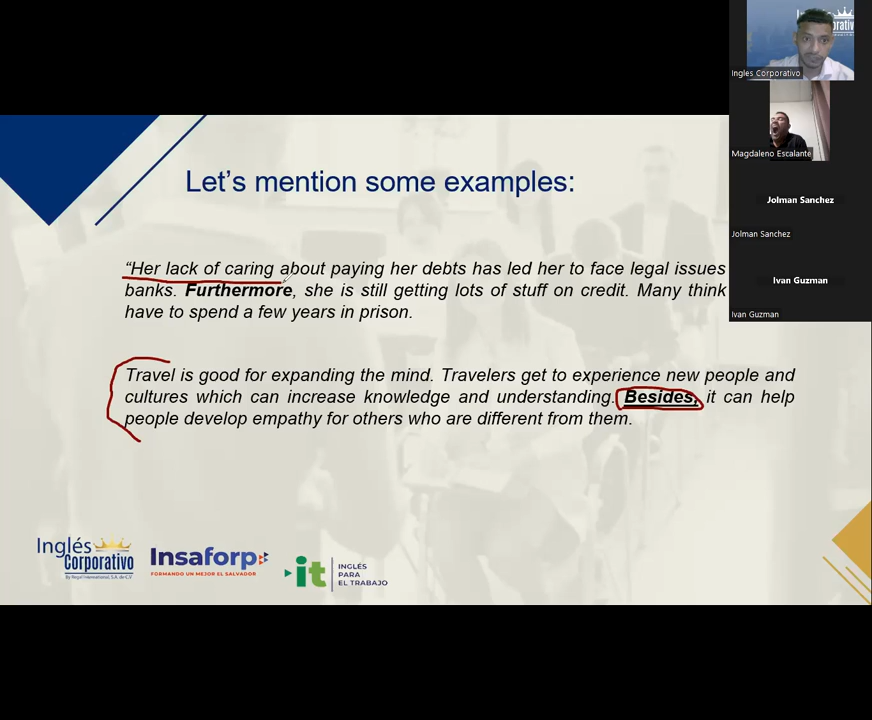 Let's mention some examples:
“Her lack of caring about paying her debts has led her to face legal issues
banks. Furthermore, she is still getting lots of stuff on credit. Many think
have to spend a few years in prison.
Travel is good for expanding the mind. Travelers get to experience new people and
cultures which can increase knowledge and understanding. Besides, it can help
people develop empathy for others who are different from them.
Inglés
Corporativo
By Regal International, S.A. de C.V
Insaforp
FORMANDO UN MEJOR EL SALVADOR
it
INGLÉS
PARA
EL TRABAJO
Ingles Corporativo
Magdaleno Escalante
Jolman Sanchez
Jolman Sanchez
Ivan Guzman
Ivan Guzman